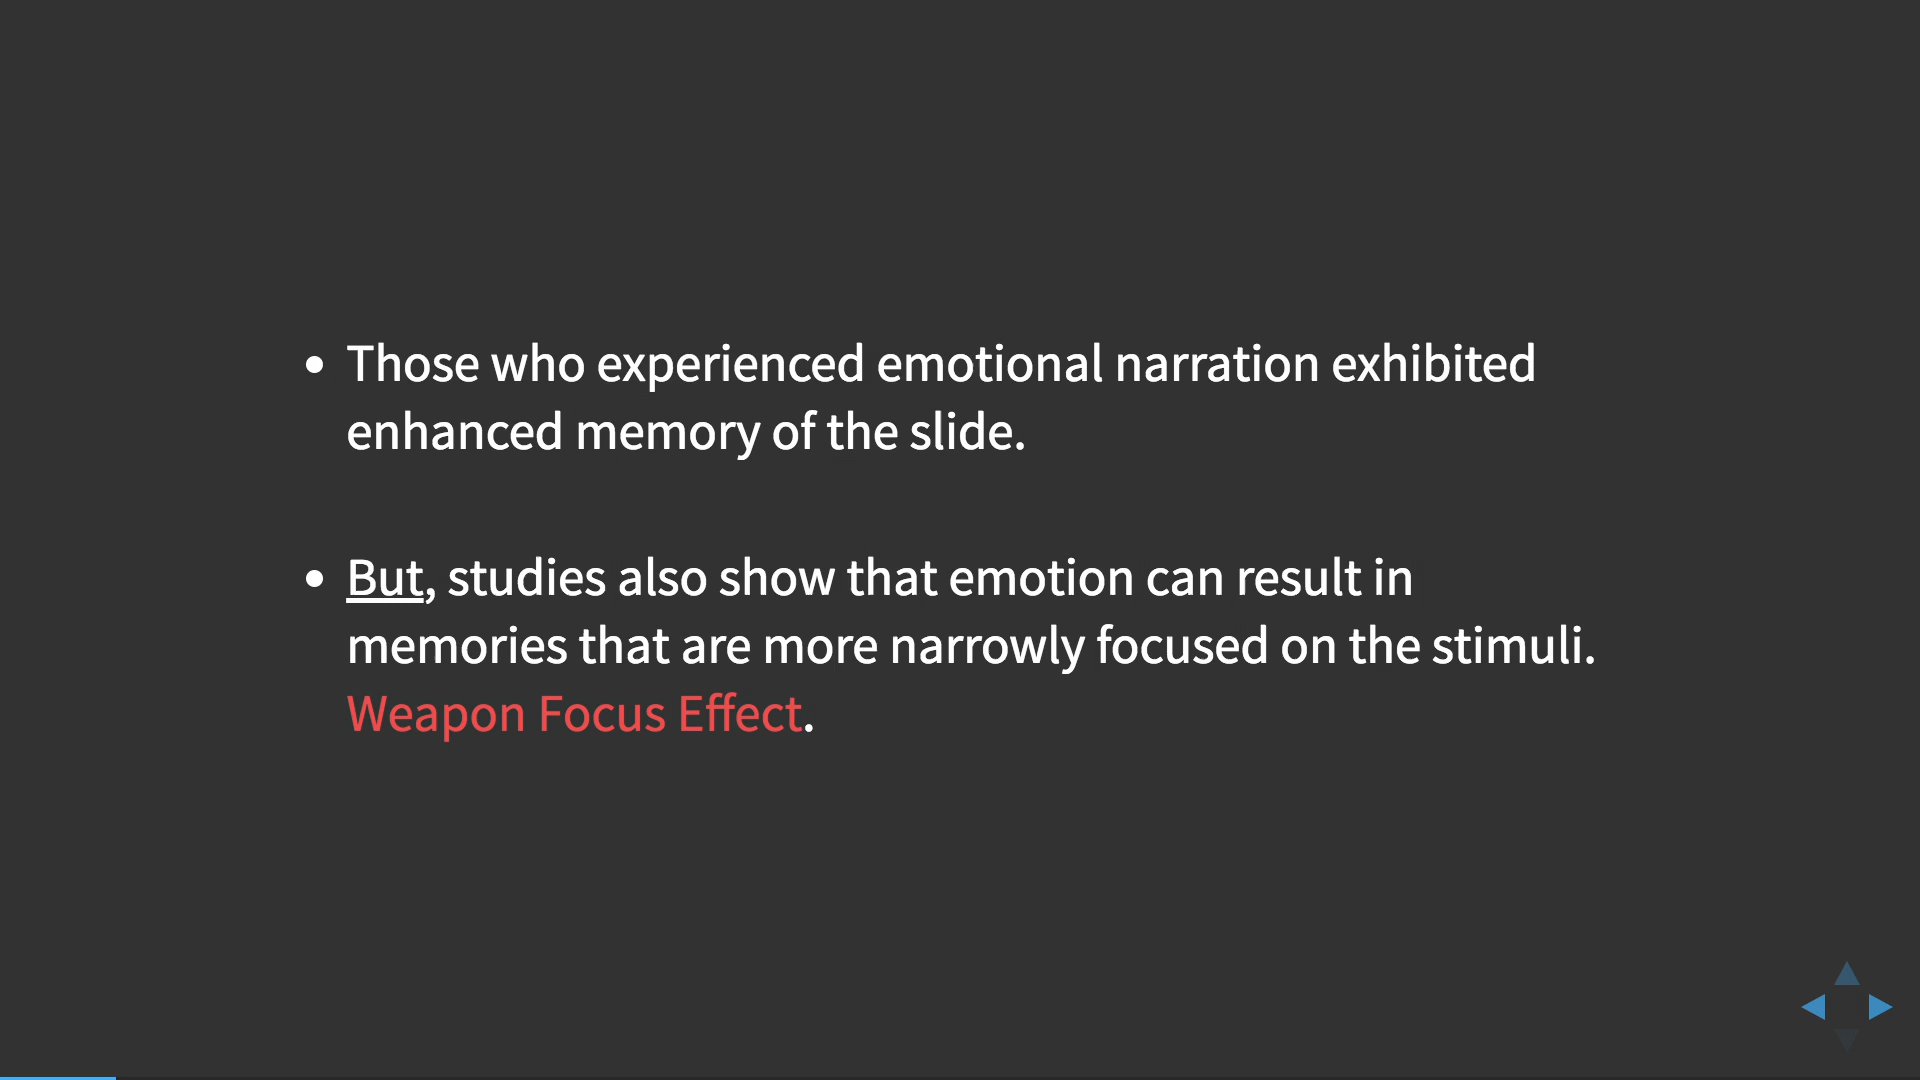 • Those who experienced emotional narration exhibited
enhanced memory of the slide.
• But, studies also show that emotion can result in
memories that are more narrowly focused on the stimuli.
Weapon Focus Effect.